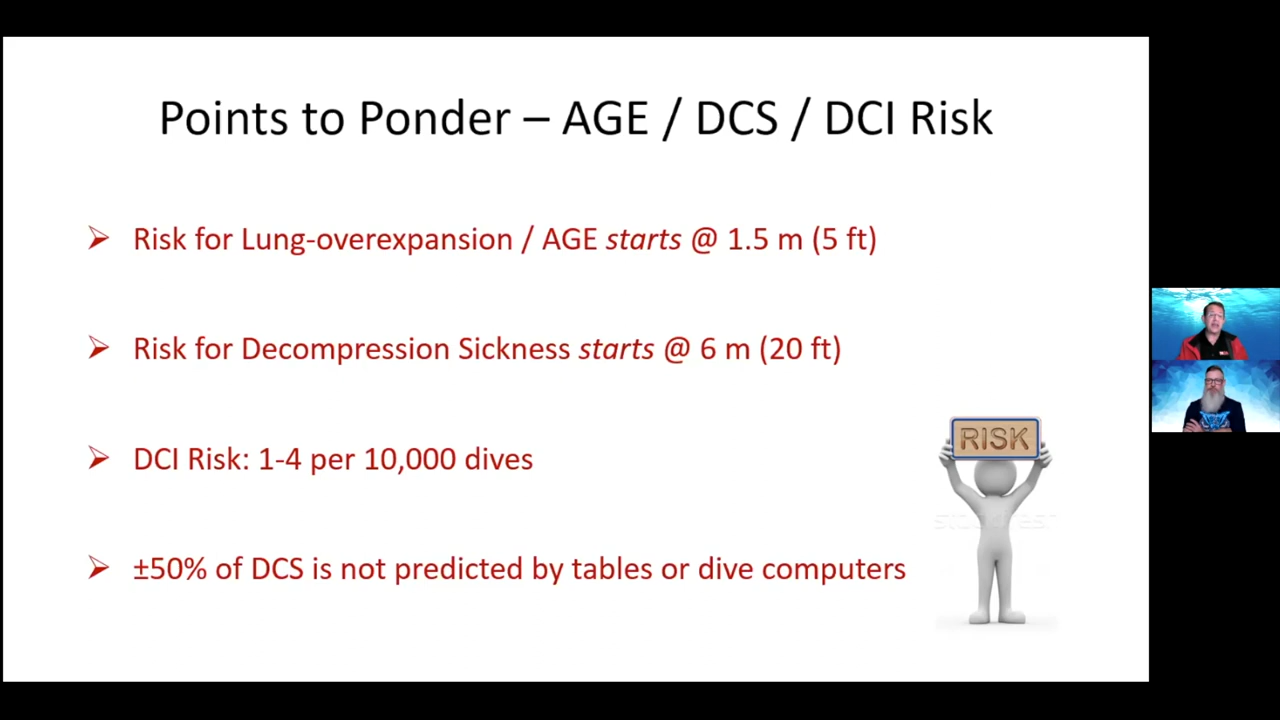 Points to Ponder – AGE / DCS / DCI Risk
Risk for Lung-overexpansion / AGE starts @ 1.5 m (5 ft)
Risk for Decompression Sickness starts @ 6 m (20 ft)
RISK
DCI Risk: 1-4 per 10,000 dives
±50% of DCS is not predicted by tables or dive computers